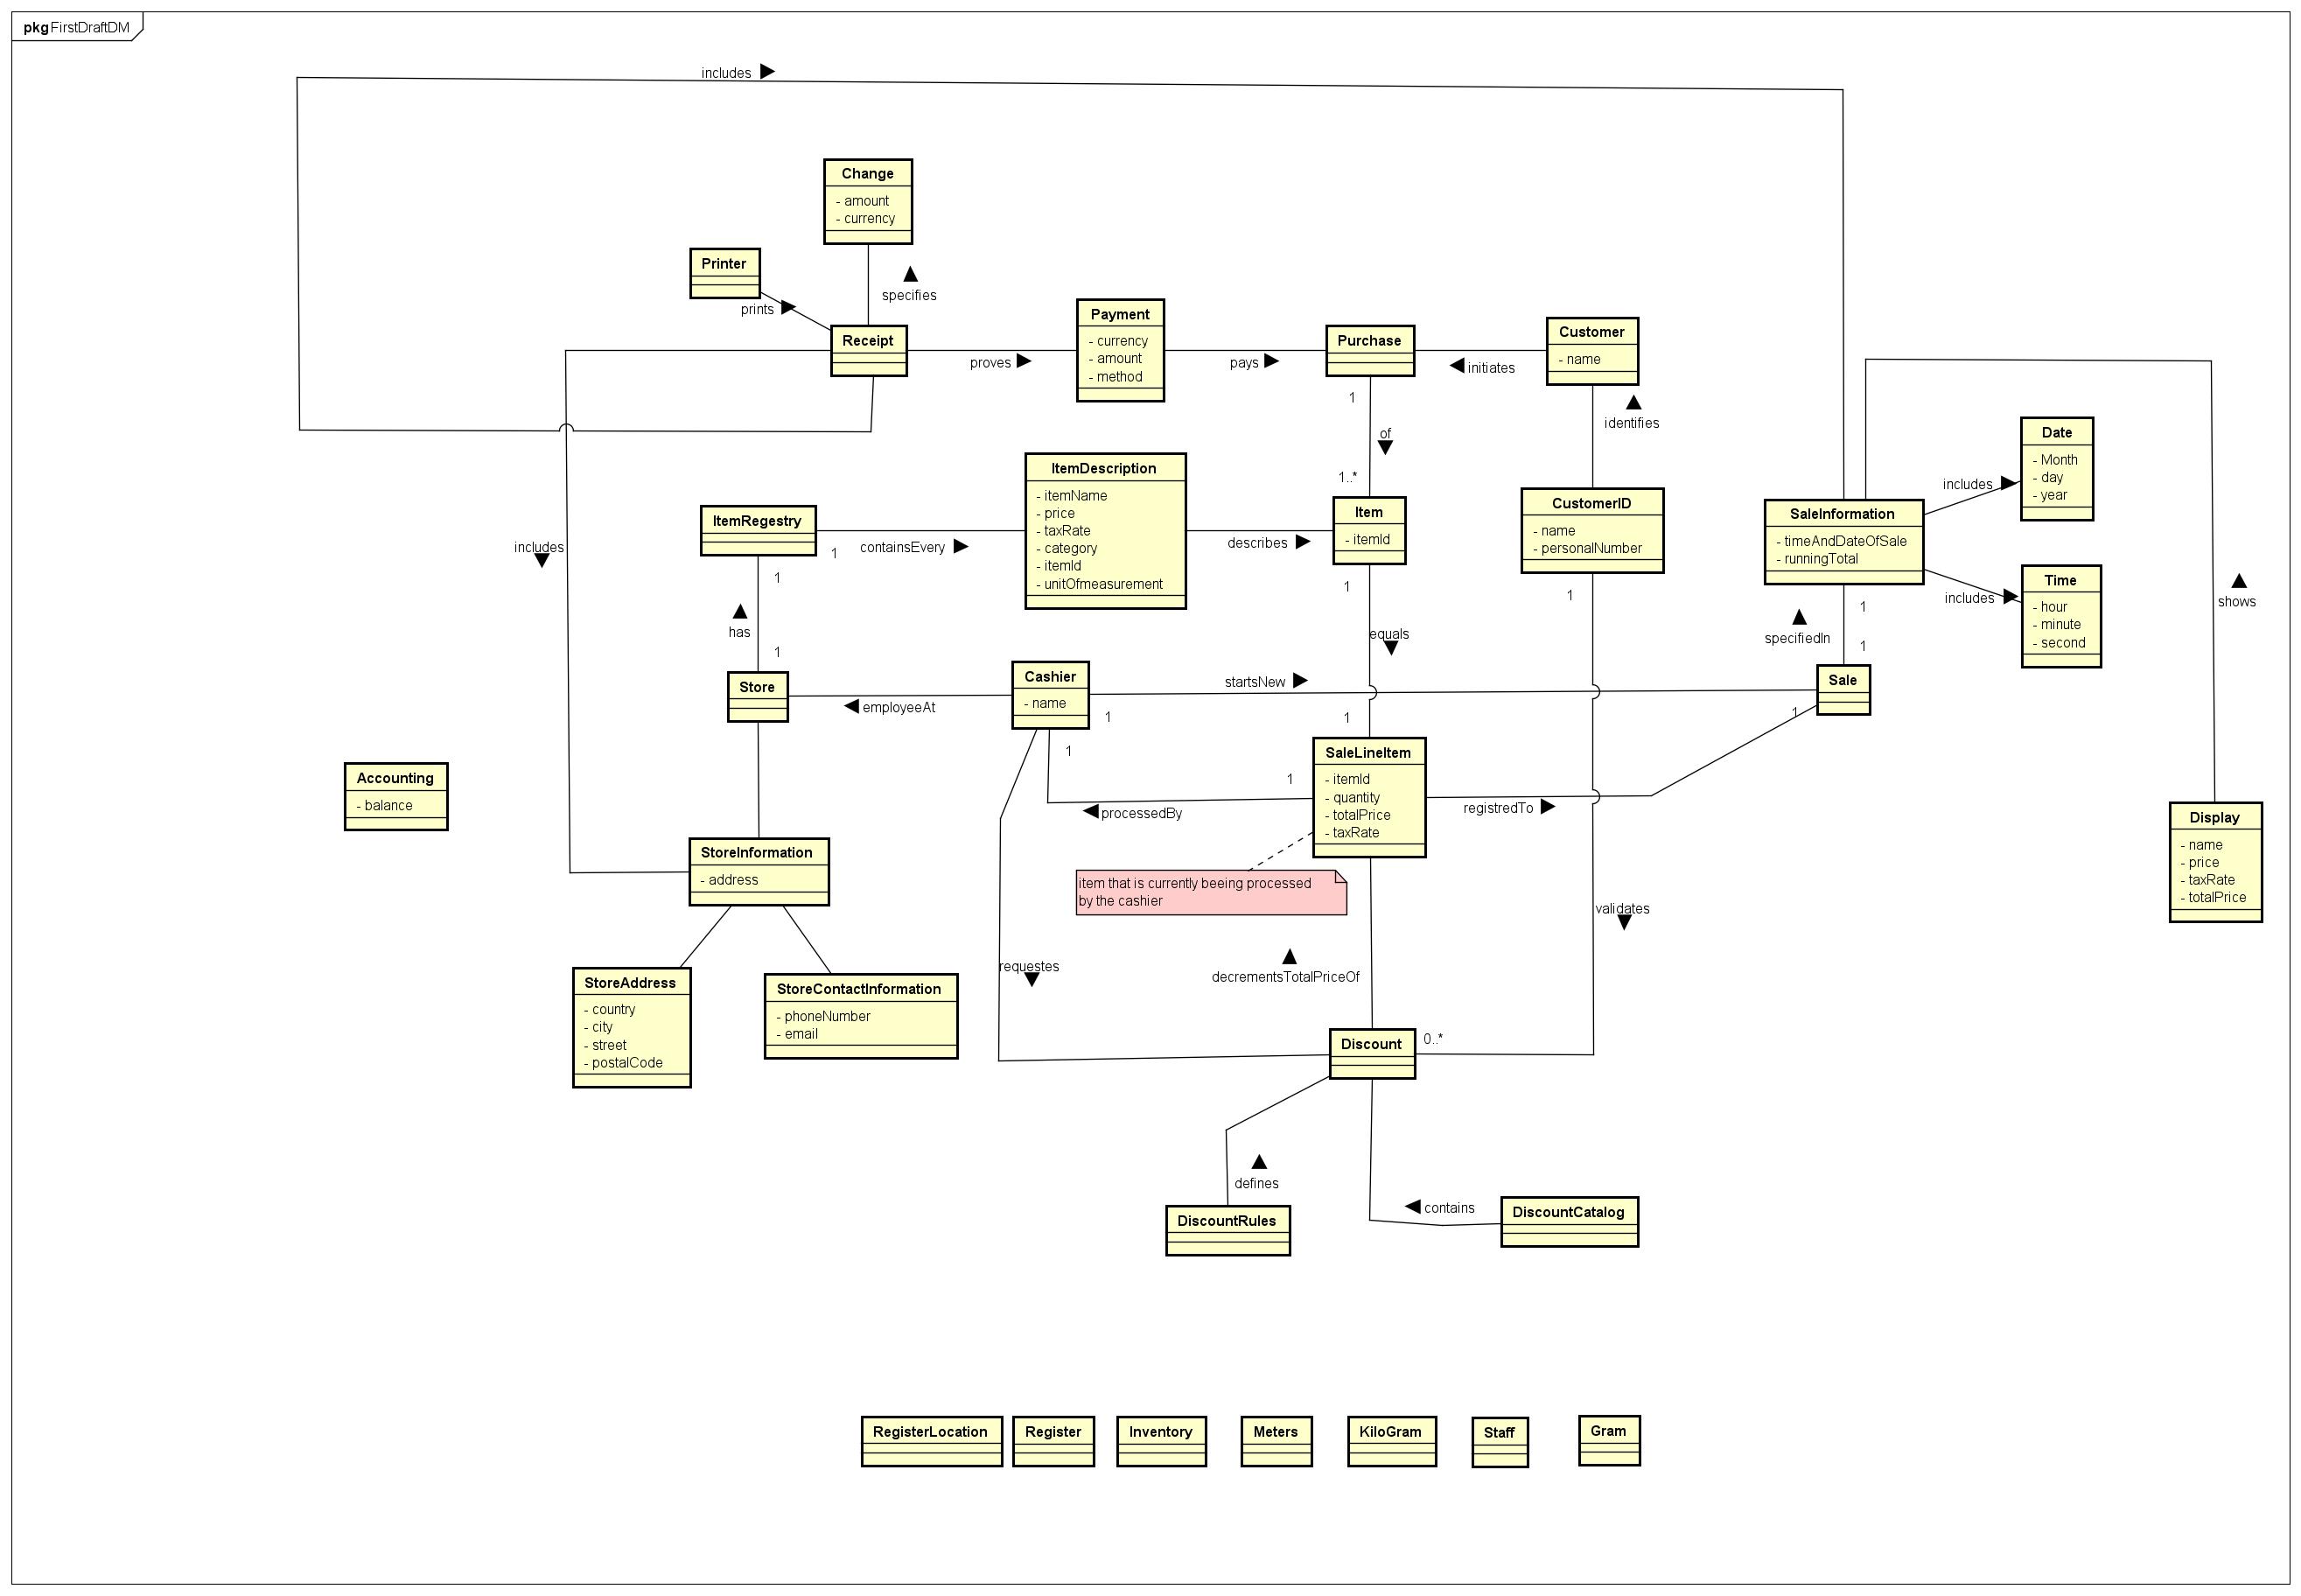 pkg FirstDraftDM
includes
Change
- amount
- currency
Printer
prints
specifies
Receipt
proves
Payment
- currency
- amount
- method
pays
Purchase
initiates
Customer
- name
1
of
1..*
identifies
ItemRegestry
1
containsEvery
ItemDescription
- itemName
- price
- taxRate
- category
- itemId
- unitOfmeasurement
describes
Item
- itemId
CustomerID
- name
- personalNumber
SaleInformation
- timeAndDateOfSale
- runningTotal
includes
Date
- Month
- day
- year
includes
Time
- hour
- minute
- second
shows
includes
1
has
1
1
equals
1
1
specifiedIn
1
1
Store
employeeAt
Cashier
- name
1
startsNew
Sale
1
1
1
processedBy
SaleLineItem
- itemId
- quantity
- totalPrice
- taxRate
registredTo
Accounting
- balance
Display
- name
- price
- taxRate
- totalPrice
StoreInformation
- address
item that is currently beeing processed
by the cashier
validates
requestes
decrementsTotalPriceOf
StoreAddress
- country
- city
- street
- postalCode
StoreContactInformation
- phoneNumber
- email
Discount
0..*
defines
contains
DiscountRules
DiscountCatalog
RegisterLocation
Register
Inventory
Meters
KiloGram
Staff
Gram